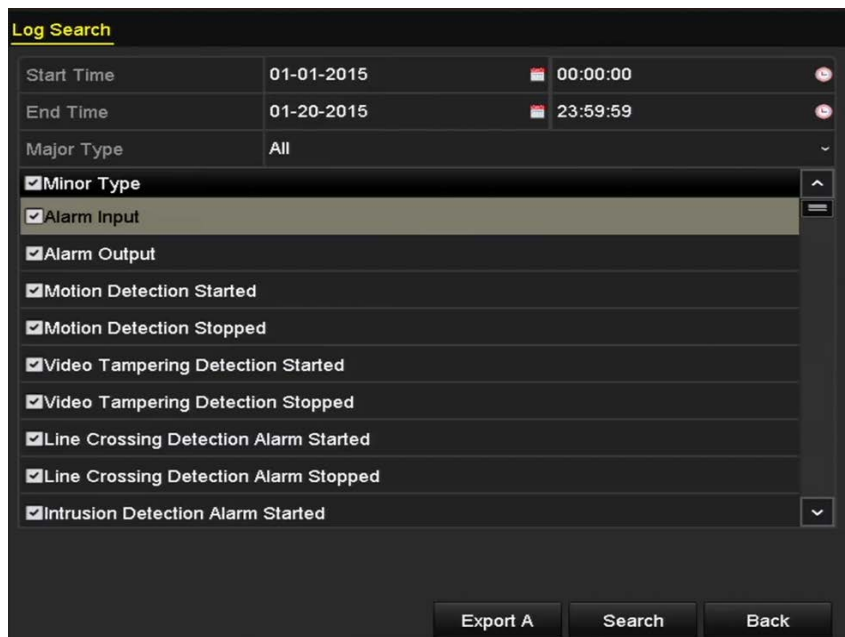 Log Search
Start Time 01-01-2015 00:00:00
End Time 01-20-2015 23:59:59
Major Type All
Minor Type
Alarm Input
Alarm Output
Motion Detection Started
Motion Detection Stopped
Video Tampering Detection Started
Video Tampering Detection Stopped
Line Crossing Detection Alarm Started
Line Crossing Detection Alarm Stopped
Intrusion Detection Alarm Started
Export A Search Back